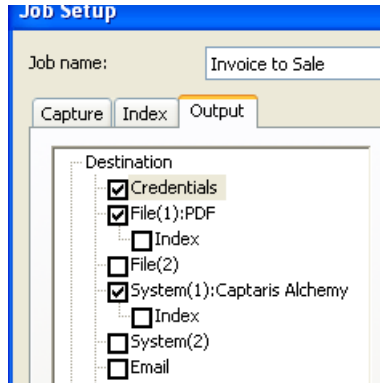 Job Setup
Job name: Invoice to Sale
Capture Index Output
Destination
Credentials
File(1):PDF
Index
File(2)
System(1):Captaris Alchemy
Index
System(2)
Email